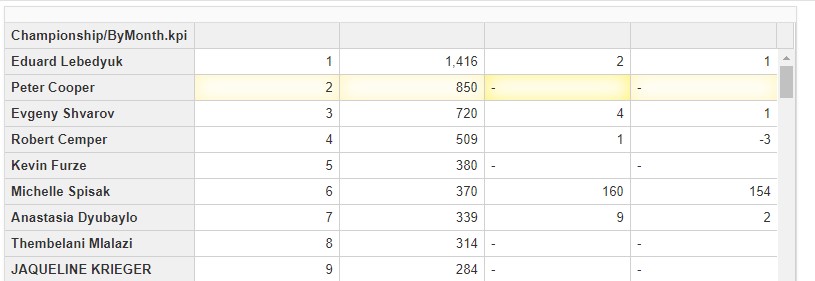 Championship/ByMonth.kpi
Eduard Lebedyuk 1 1,416 2 1
Peter Cooper 2 850 - -
Evgeny Shvarov 3 720 4 1
Robert Cemper 4 509 1 -3
Kevin Furze 5 380 - -
Michelle Spisak 6 370 160 154
Anastasia Dyubaylo 7 339 9 2
Thembelani Mlalazi 8 314 - -
JAQUELINE KRIEGER 9 284 - -